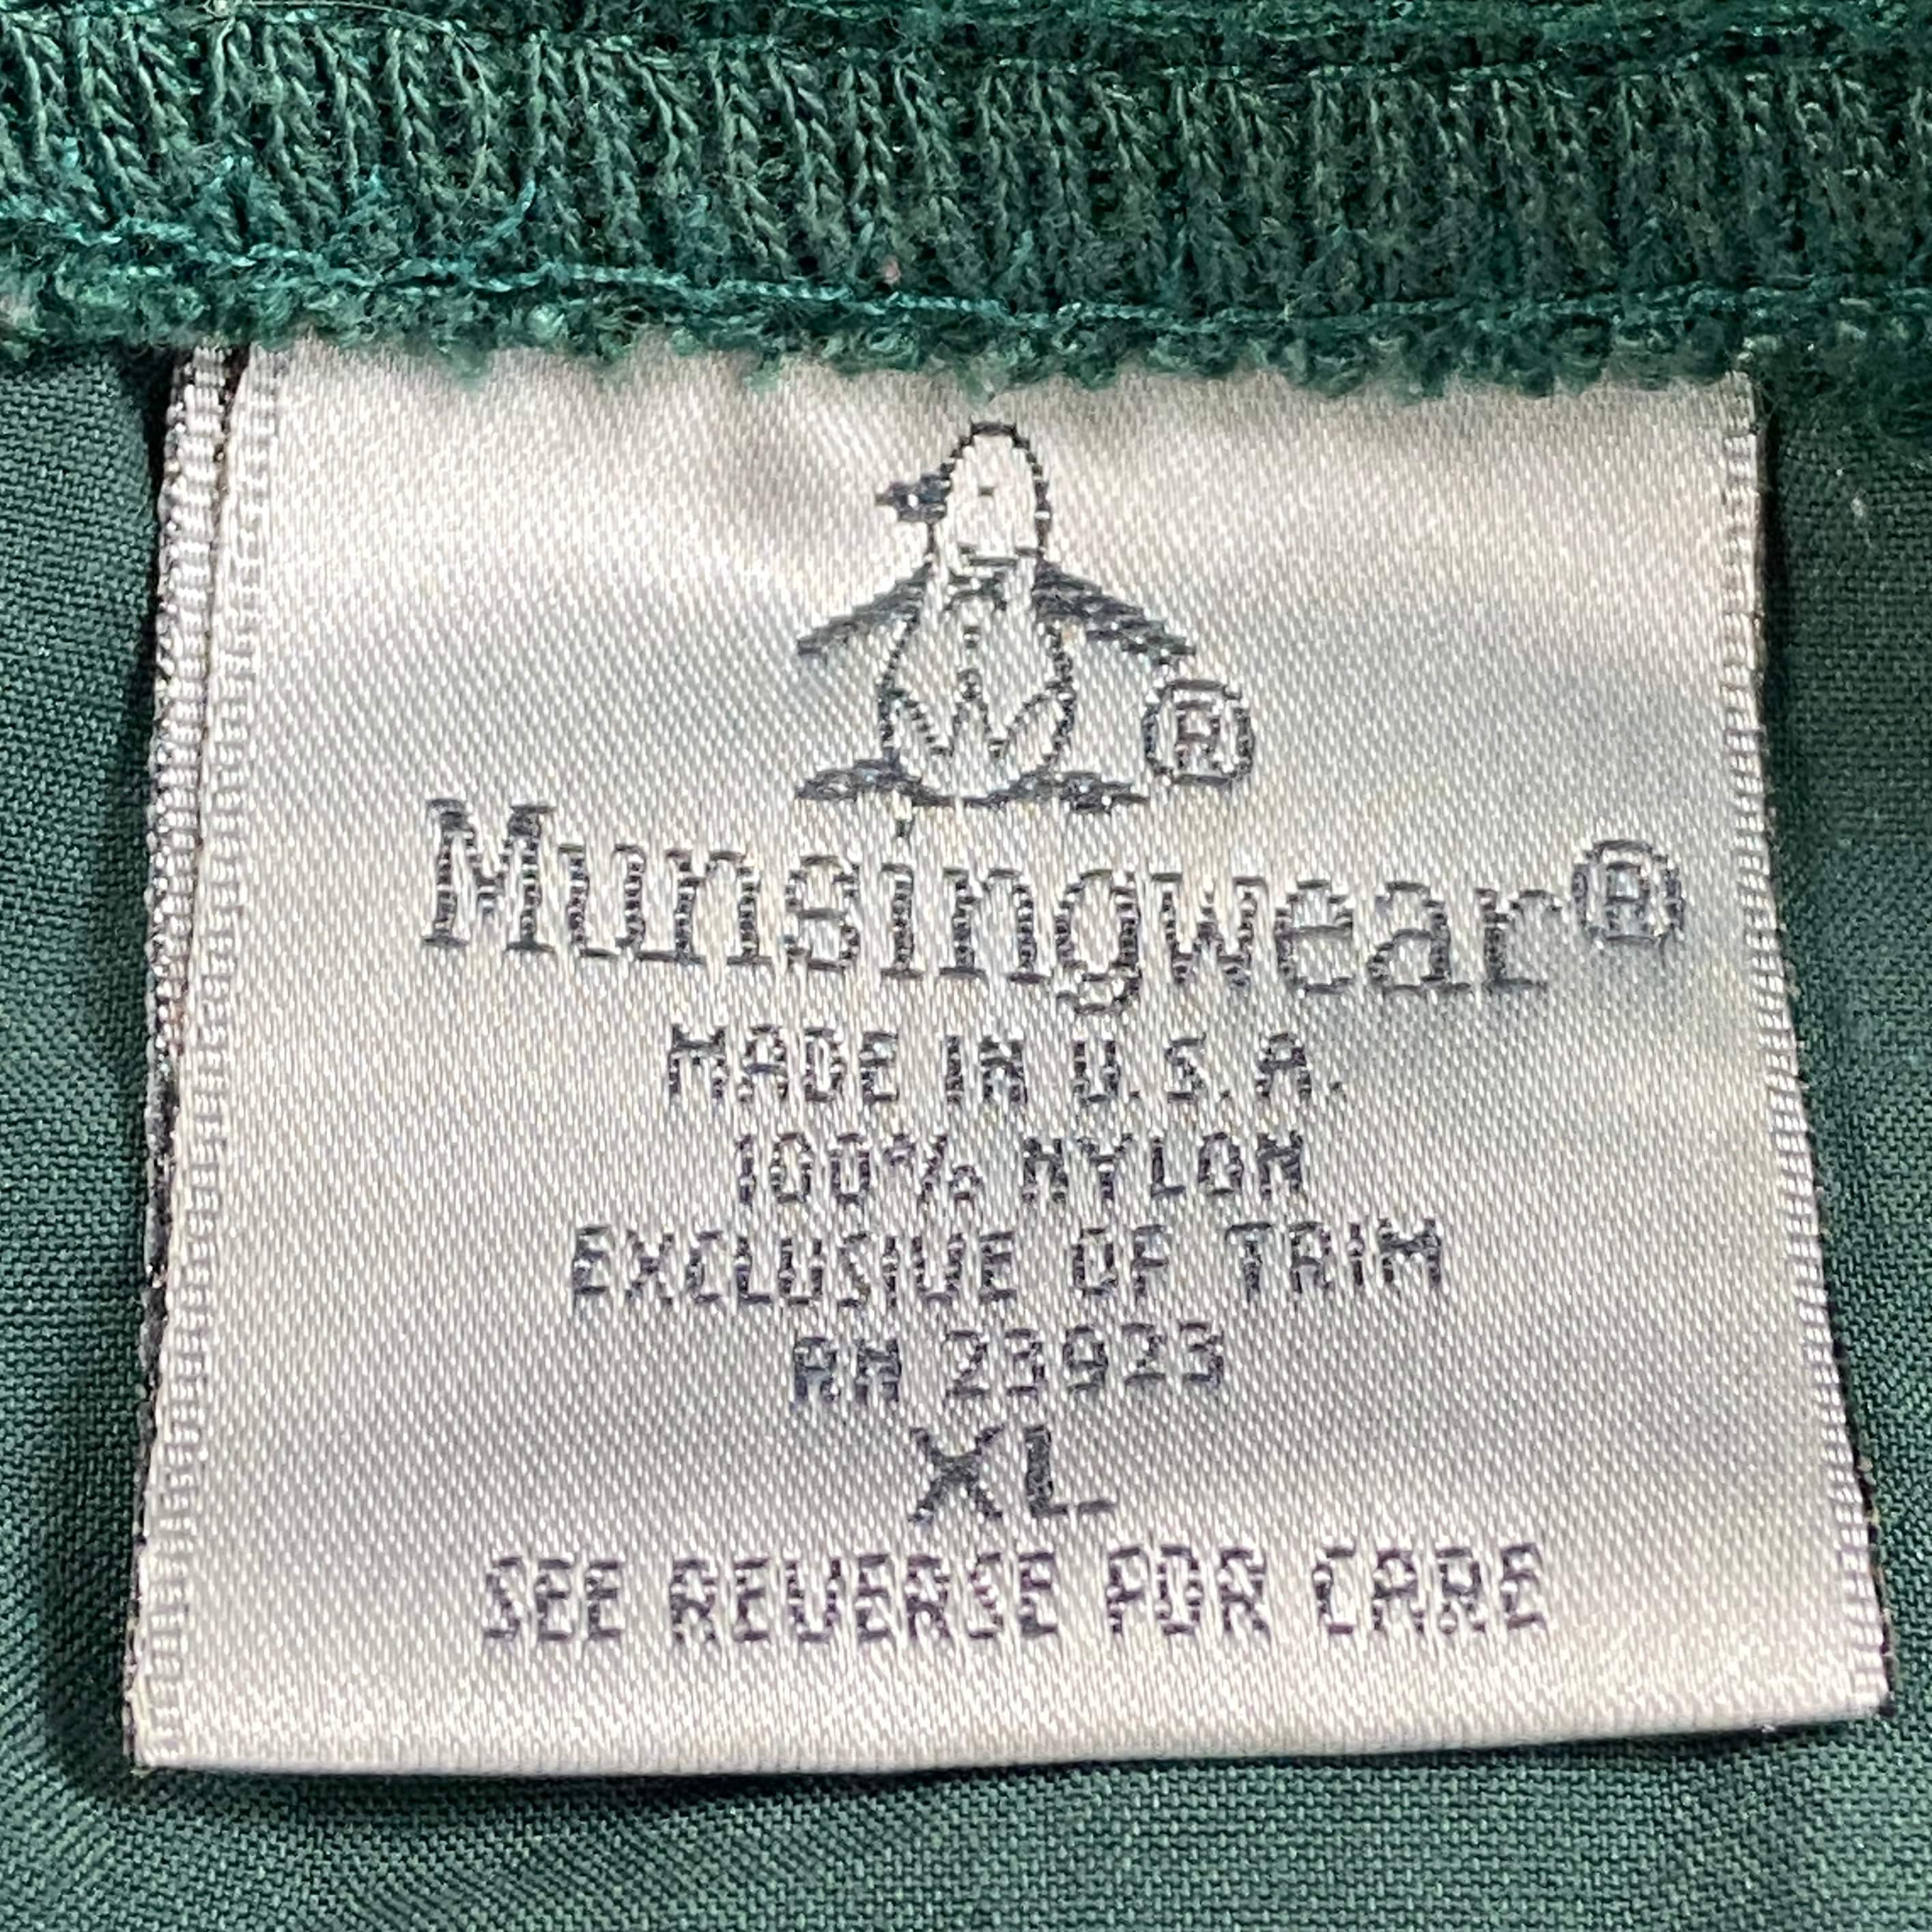 ®
Munsingwear®
MADE IN U.S.A.
100% NYLON
EXCLUSIVE OF TRIM
RN 23923
XL
SEE REVERSE FOR CARE